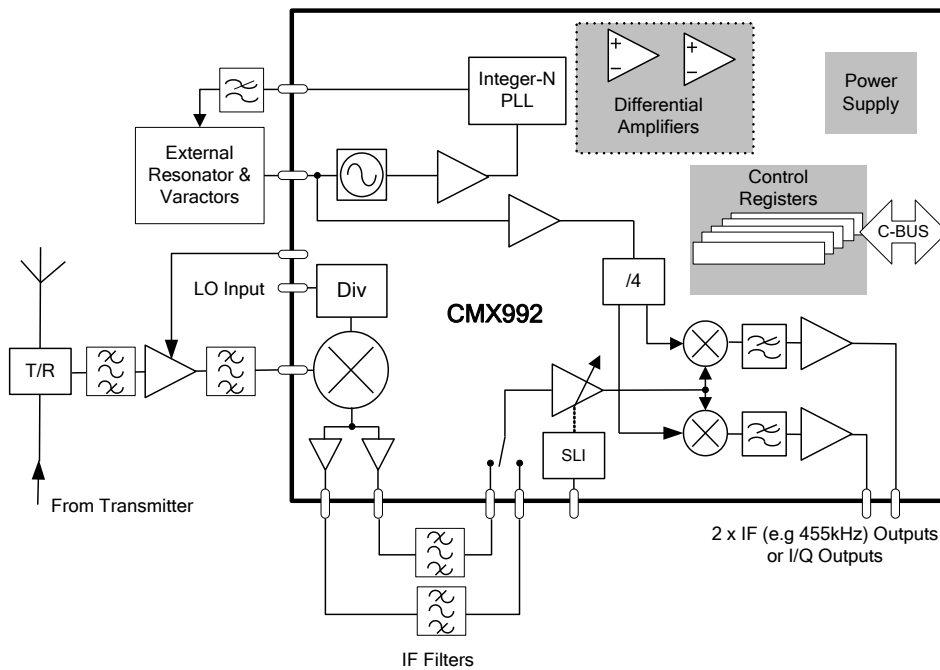 Integer-N
PLL
+
−
+
−
Differential
Amplifiers
Power
Supply
External
Resonator &
Varactors
Control
Registers
C-BUS
LO Input
Div
/4
CMX992
T/R
SLI
From Transmitter
2 x IF (e.g 455kHz) Outputs
or I/Q Outputs
IF Filters